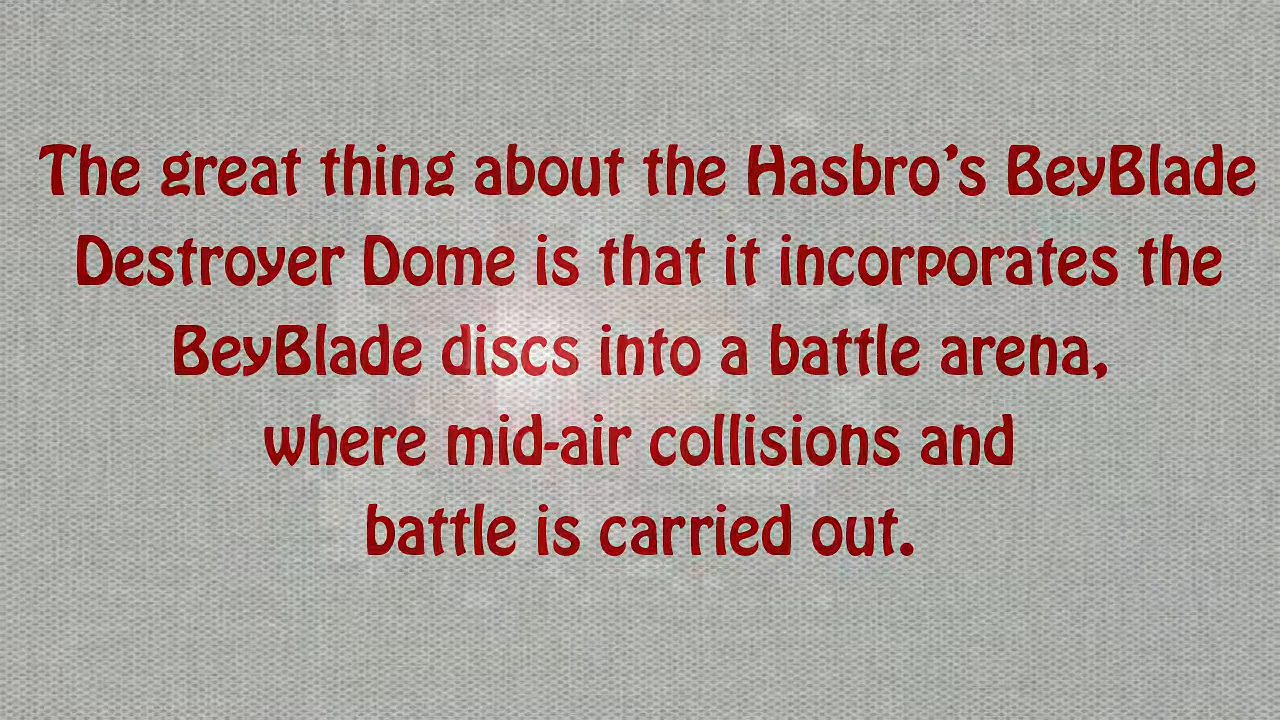 The great thing about the Hasbro’s BeyBlade
Destroyer Dome is that it incorporates the
BeyBlade discs into a battle arena,
where mid-air collisions and
battle is carried out.